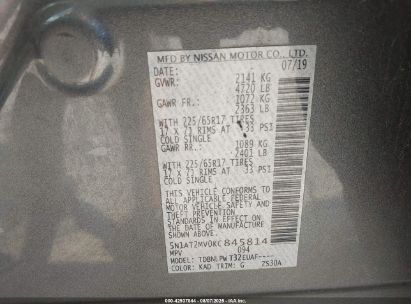 MFD BY NISSAN MOTOR CO., LTD.
DATE: 07/19
GVWR: 2141 KG
4720 LB
GAWR FR.: 1072 KG
2363 LB
WITH 225/65R17 TIRES
17 X 7J RIMS AT 33 PSI
COLD SINGLE
GAWR RR.: 1089 KG
2401 LB
WITH 225/65R17 TIRES
17 X 7J RIMS AT 33 PSI
COLD SINGLE
THIS VEHICLE CONFORMS TO
ALL APPLICABLE FEDERAL
MOTOR VEHICLE SAFETY
STANDARDS IN EFFECT ON
THE DATE OF MANUFACTURE
SHOWN ABOVE.
5N1AT2MV0KC845814
MPV 094
MODEL: TDBNLPWT32EUAF----
COLOR: KAD TRIM: G ZS30A